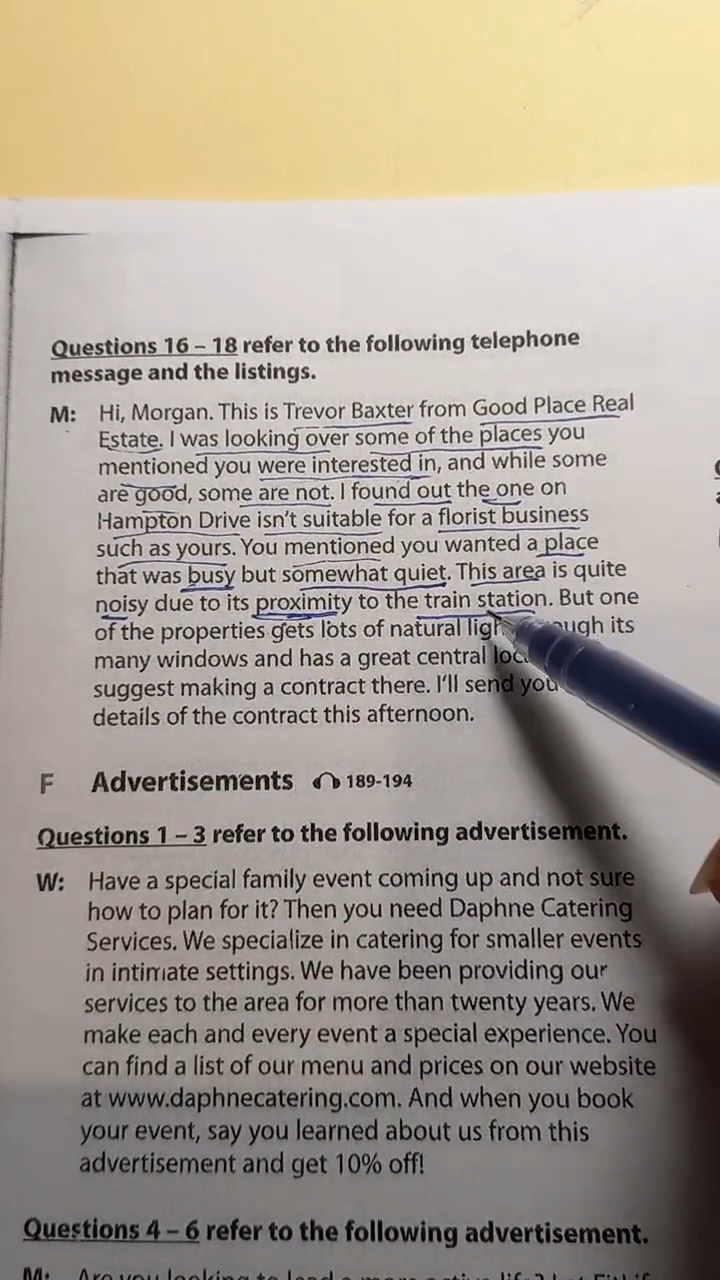 Questions 16 – 18 refer to the following telephone
message and the listings.
M: Hi, Morgan. This is Trevor Baxter from Good Place Real
Estate. I was looking over some of the places you
mentioned you were interested in, and while some
are good, some are not. I found out the one on
Hampton Drive isn't suitable for a florist business
such as yours. You mentioned you wanted a place
that was busy but somewhat quiet. This area is quite
noisy due to its proximity to the train station. But one
of the properties gets lots of natural its
many windows and has a great central
suggest making a contract there. I'll send you
details of the contract this afternoon.
F Advertisements 189-194
Questions 1 – 3 refer to the following advertisement.
W: Have a special family event coming up and not sure
how to plan for it? Then you need Daphne Catering
Services. We specialize in catering for smaller events
in intimate settings. We have been providing our
services to the area for more than twenty years. We
make each and every event a special experience. You
can find a list of our menu and prices on our website
at www.daphnecatering.com. And when you book
your event, say you learned about us from this
advertisement and get 10% off!
Questions 4 – 6 refer to the following advertisement.
M: Are you looking to lead a more active life?